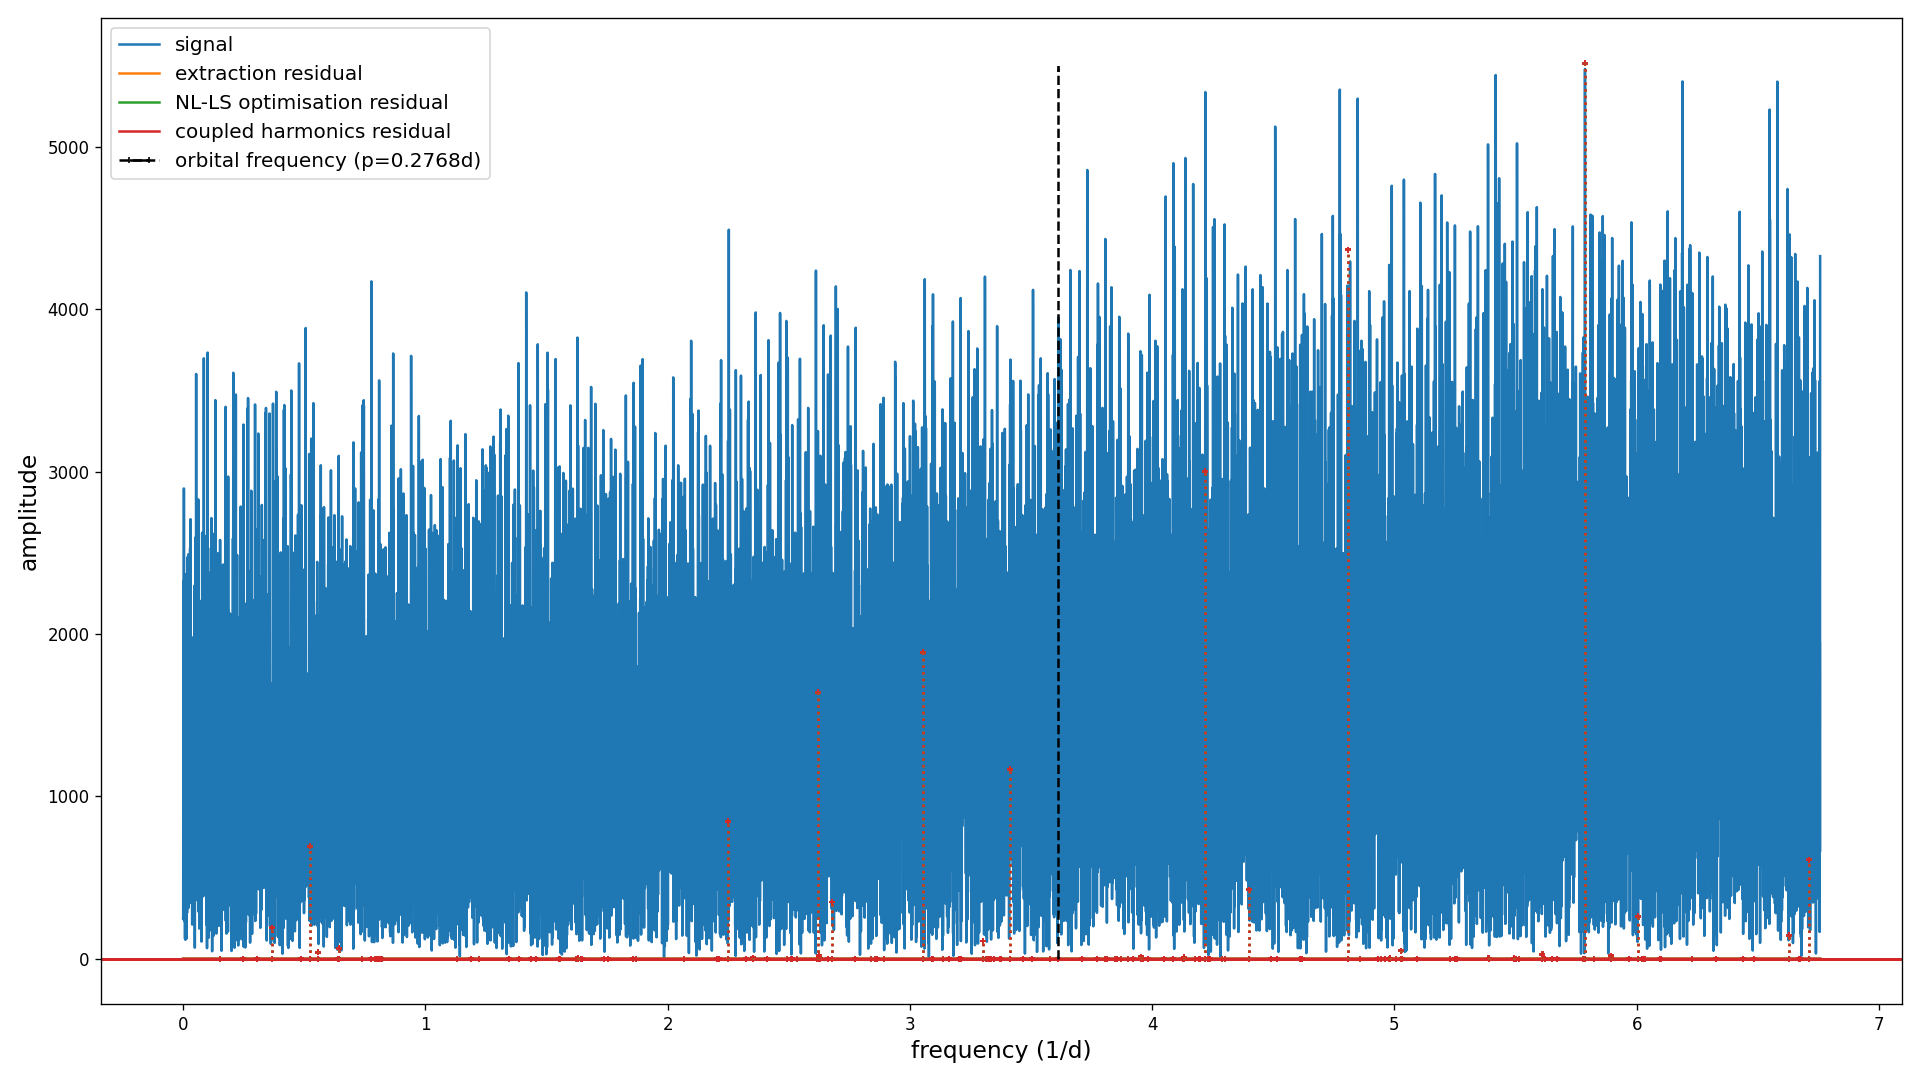 signal
extraction residual
NL-LS optimisation residual
coupled harmonics residual
orbital frequency (p=0.2768d)
amplitude
5000
4000
3000
2000
1000
0
0 1 2 3 4 5 6 7
frequency (1/d)